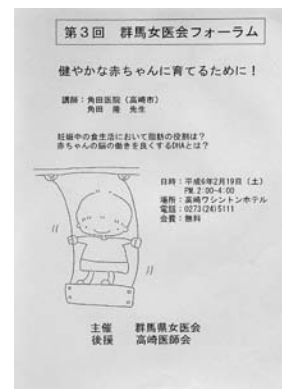 第3回 群馬女医会フォーラム
健やかな赤ちゃんに育てるために！
講師：角田医院（高崎市）
角田 隆 先生
妊娠中の食生活において脂肪の役割は？
赤ちゃんの脳の働きを良くするDHAとは？
日時：平成6年2月19日（土）
PM.2:00-4:00
場所：高崎ワシントンホテル
電話：0273(24)5111
会費：無料
主催 群馬県女医会
後援 高崎医師会